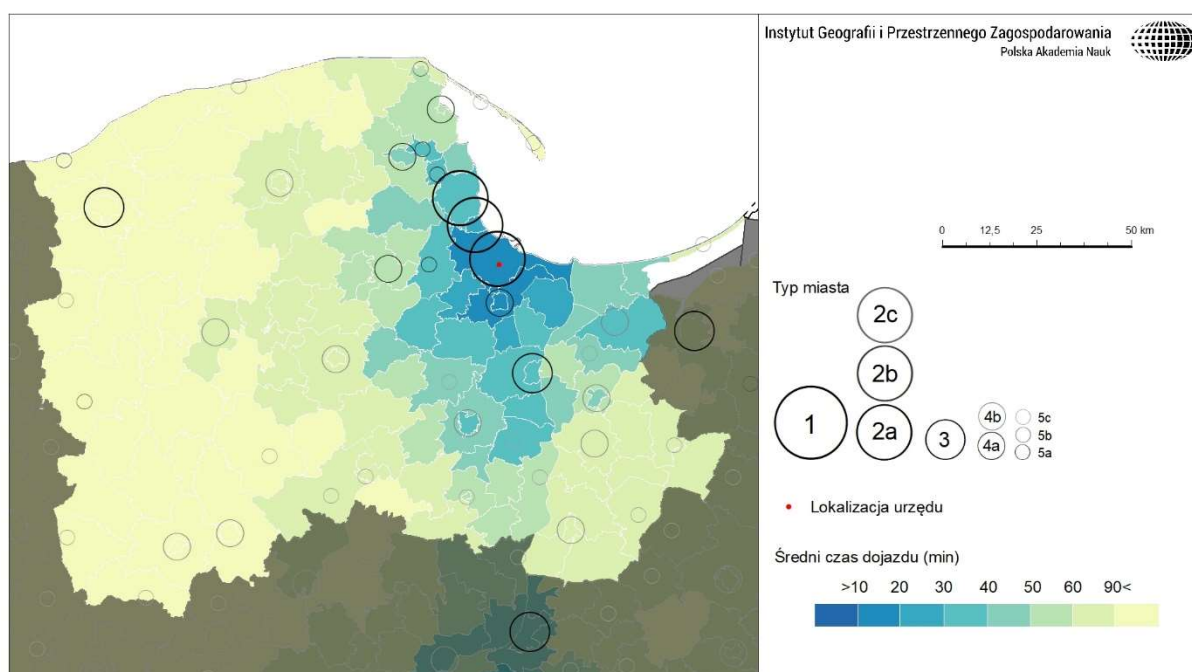 Instytut Geografii i Przestrzennego Zagospodarowania
Polska Akademia Nauk
0 12,5 25 50 km
Typ miasta
2c
2b
1 2a 3 4b 5c
4a 5b
5a
Lokalizacja urzędu
Średni czas dojazdu (min)
>10 20 30 40 50 60 90<